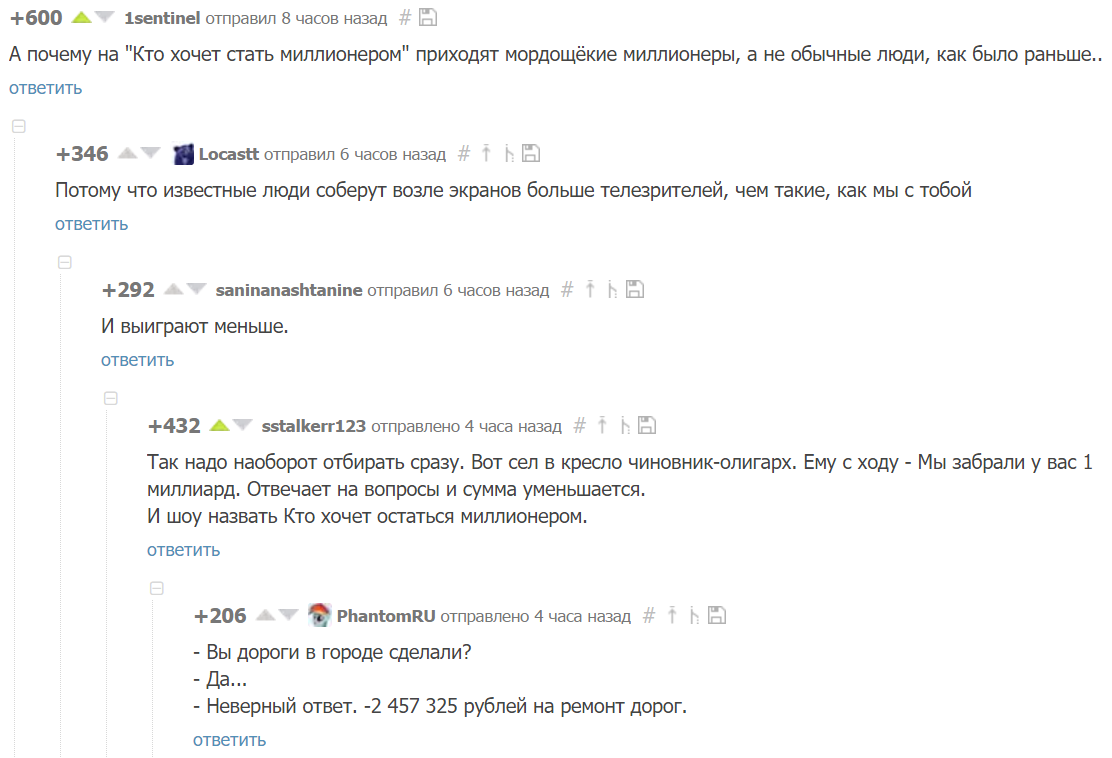 +600 1sentinel отправил 8 часов назад #
А почему на "Кто хочет стать миллионером" приходят мордощёкие миллионеры, а не обычные люди, как было раньше..
ответить
+346 Locastt отправил 6 часов назад #
Потому что известные люди соберут возле экранов больше телезрителей, чем такие, как мы с тобой
ответить
+292 saninanashtanine отправил 6 часов назад #
И выиграют меньше.
ответить
+432 sstalkerr123 отправлено 4 часа назад #
Так надо наоборот отбирать сразу. Вот сел в кресло чиновник-олигарх. Ему с ходу - Мы забрали у вас 1
миллиард. Отвечает на вопросы и сумма уменьшается.
И шоу назвать Кто хочет остаться миллионером.
ответить
+206 PhantomRU отправлено 4 часа назад #
- Вы дороги в городе сделали?
- Да...
- Неверный ответ. -2 457 325 рублей на ремонт дорог.
ответить